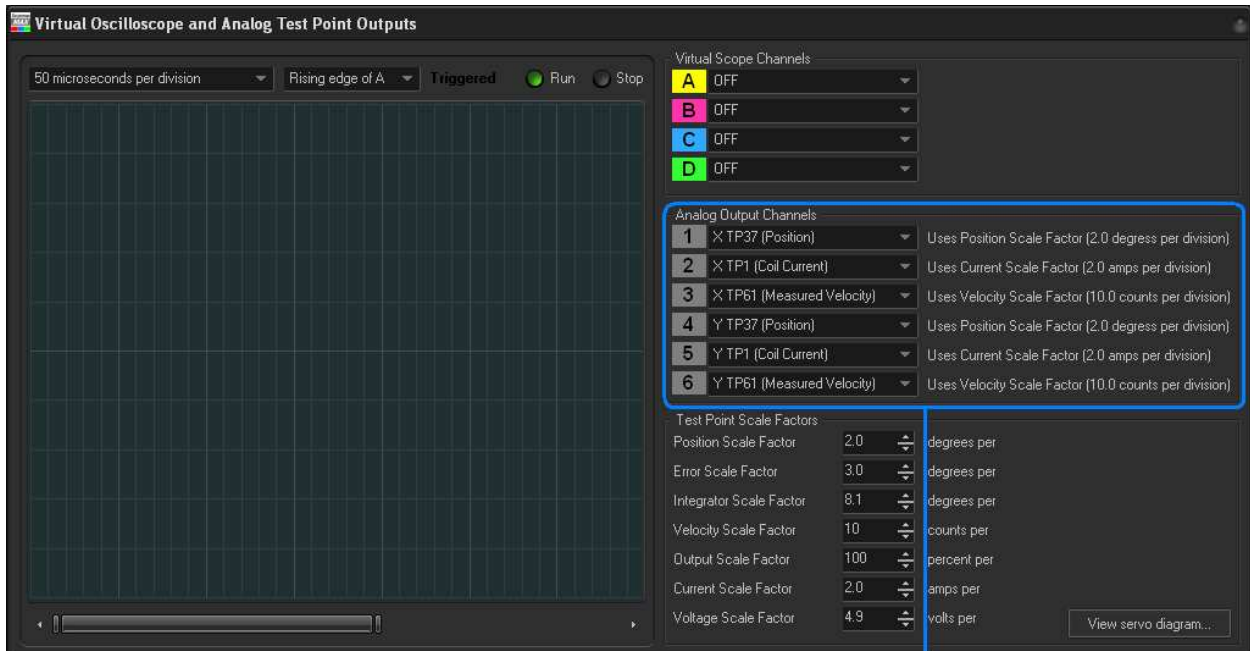 Virtual Oscilloscope and Analog Test Point Outputs
50 microseconds per division Rising edge of A Triggered Run Stop
Virtual Scope Channels
A OFF
B OFF
C OFF
D OFF
Analog Output Channels
1 X TP37 (Position) Uses Position Scale Factor (2.0 degress per division)
2 X TP1 (Coil Current) Uses Current Scale Factor (2.0 amps per division)
3 X TP61 (Measured Velocity) Uses Velocity Scale Factor (10.0 counts per division)
4 Y TP37 (Position) Uses Position Scale Factor (2.0 degress per division)
5 Y TP1 (Coil Current) Uses Current Scale Factor (2.0 amps per division)
6 Y TP61 (Measured Velocity) Uses Velocity Scale Factor (10.0 counts per division)
Test Point Scale Factors
Position Scale Factor 2.0 degrees per
Error Scale Factor 3.0 degrees per
Integrator Scale Factor 8.1 degrees per
Velocity Scale Factor 10 counts per
Output Scale Factor 100 percent per
Current Scale Factor 2.0 amps per
Voltage Scale Factor 4.9 volts per
View servo diagram...